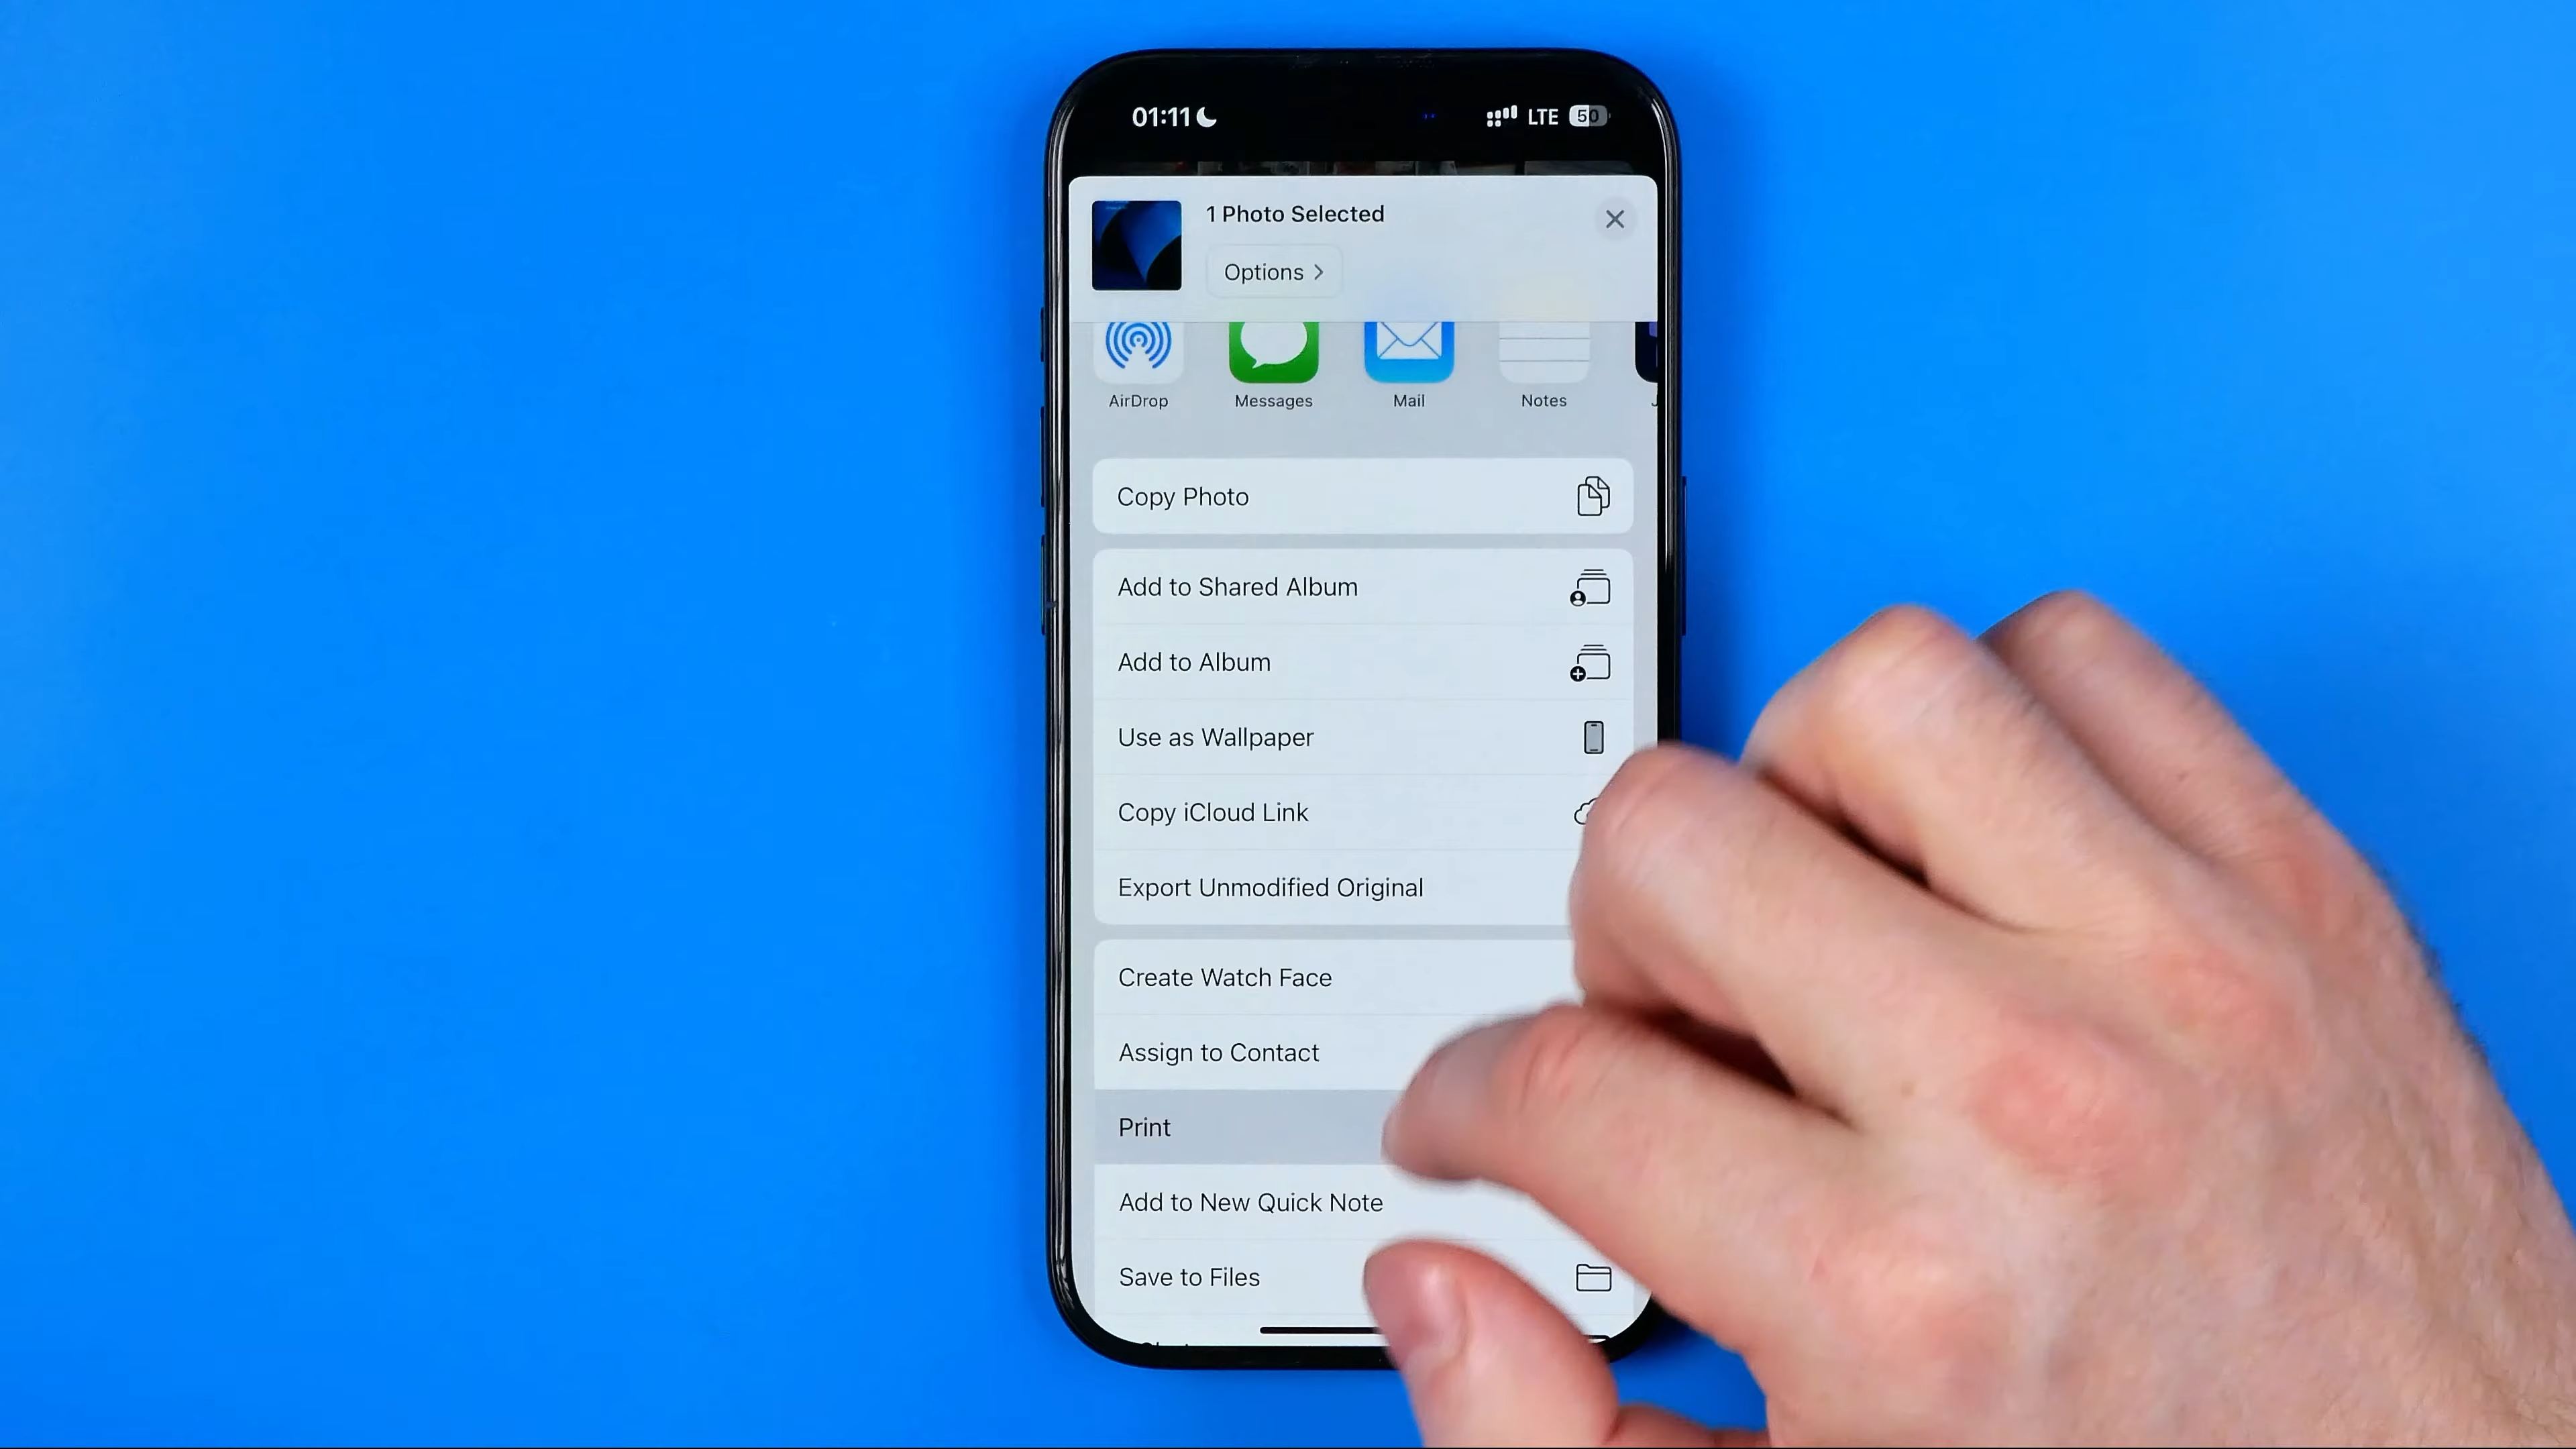 01:11 LTE 50
1 Photo Selected
Options
AirDrop Messages Mail Notes
Copy Photo
Add to Shared Album
Add to Album
Use as Wallpaper
Copy iCloud Link
Export Unmodified Original
Create Watch Face
Assign to Contact
Print
Add to New Quick Note
Save to Files